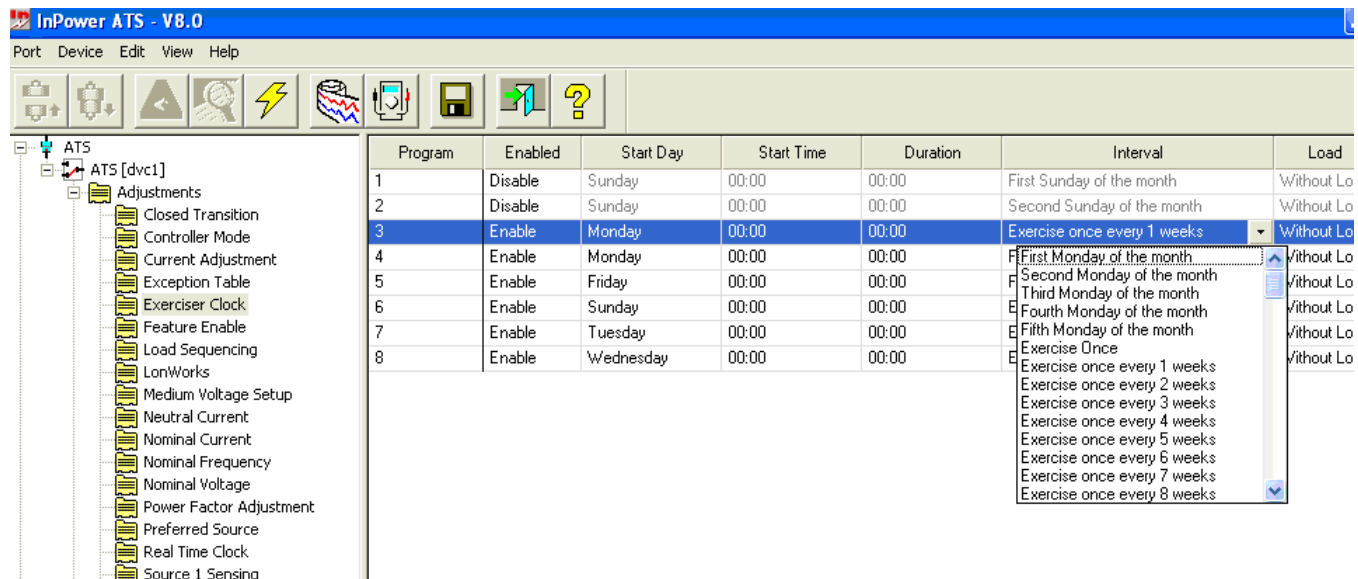 InPower ATS - V8.0
Port Device Edit View Help
ATS
ATS [dvc1]
Adjustments
Closed Transition
Controller Mode
Current Adjustment
Exception Table
Exerciser Clock
Feature Enable
Load Sequencing
LonWorks
Medium Voltage Setup
Neutral Current
Nominal Current
Nominal Frequency
Nominal Voltage
Power Factor Adjustment
Preferred Source
Real Time Clock
Source 1 Sensing
Program Enabled Start Day Start Time Duration Interval Load
1 Disable Sunday 00:00 00:00 First Sunday of the month Without Lo
2 Disable Sunday 00:00 00:00 Second Sunday of the month Without Lo
3 Enable Monday 00:00 00:00 Exercise once every 1 weeks Without Lo
4 Enable Monday 00:00 00:00 F Without Lo
5 Enable Friday 00:00 00:00 F Without Lo
6 Enable Sunday 00:00 00:00 E Without Lo
7 Enable Tuesday 00:00 00:00 E Without Lo
8 Enable Wednesday 00:00 00:00 E Without Lo
First Monday of the month
Second Monday of the month
Third Monday of the month
Fourth Monday of the month
Fifth Monday of the month
Exercise Once
Exercise once every 1 weeks
Exercise once every 2 weeks
Exercise once every 3 weeks
Exercise once every 4 weeks
Exercise once every 5 weeks
Exercise once every 6 weeks
Exercise once every 7 weeks
Exercise once every 8 weeks